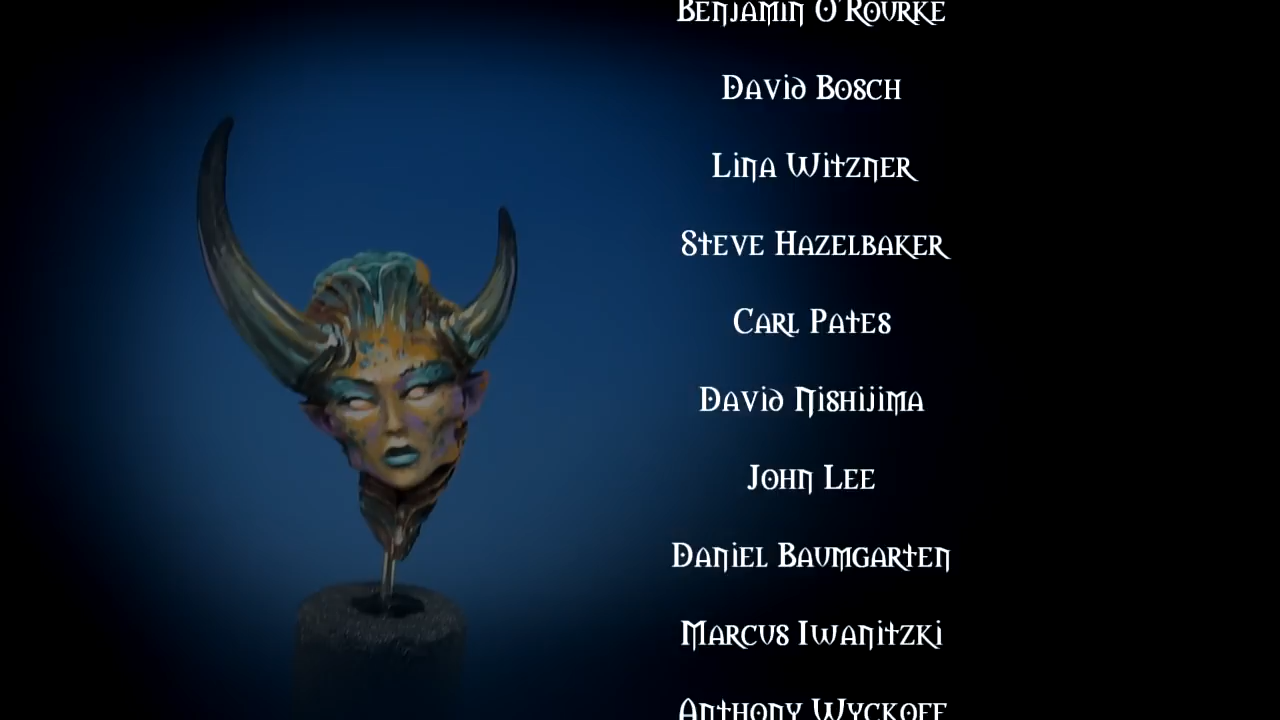 Benjamin O'Rourke
David Bosch
Lina Witzner
Steve Hazelbaker
Carl Pates
David Nishijima
John Lee
Daniel Baumgarten
Marcus Iwanitzki
Anthony Wyckoff